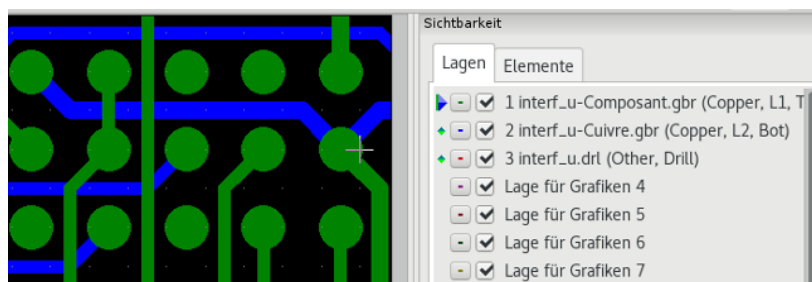 Sichtbarkeit
Lagen
Elemente
1 interf_u-Composant.gbr (Copper, L1, T
2 interf_u-Cuivre.gbr (Copper, L2, Bot)
3 interf_u.drl (Other, Drill)
Lage für Grafiken 4
Lage für Grafiken 5
Lage für Grafiken 6
Lage für Grafiken 7